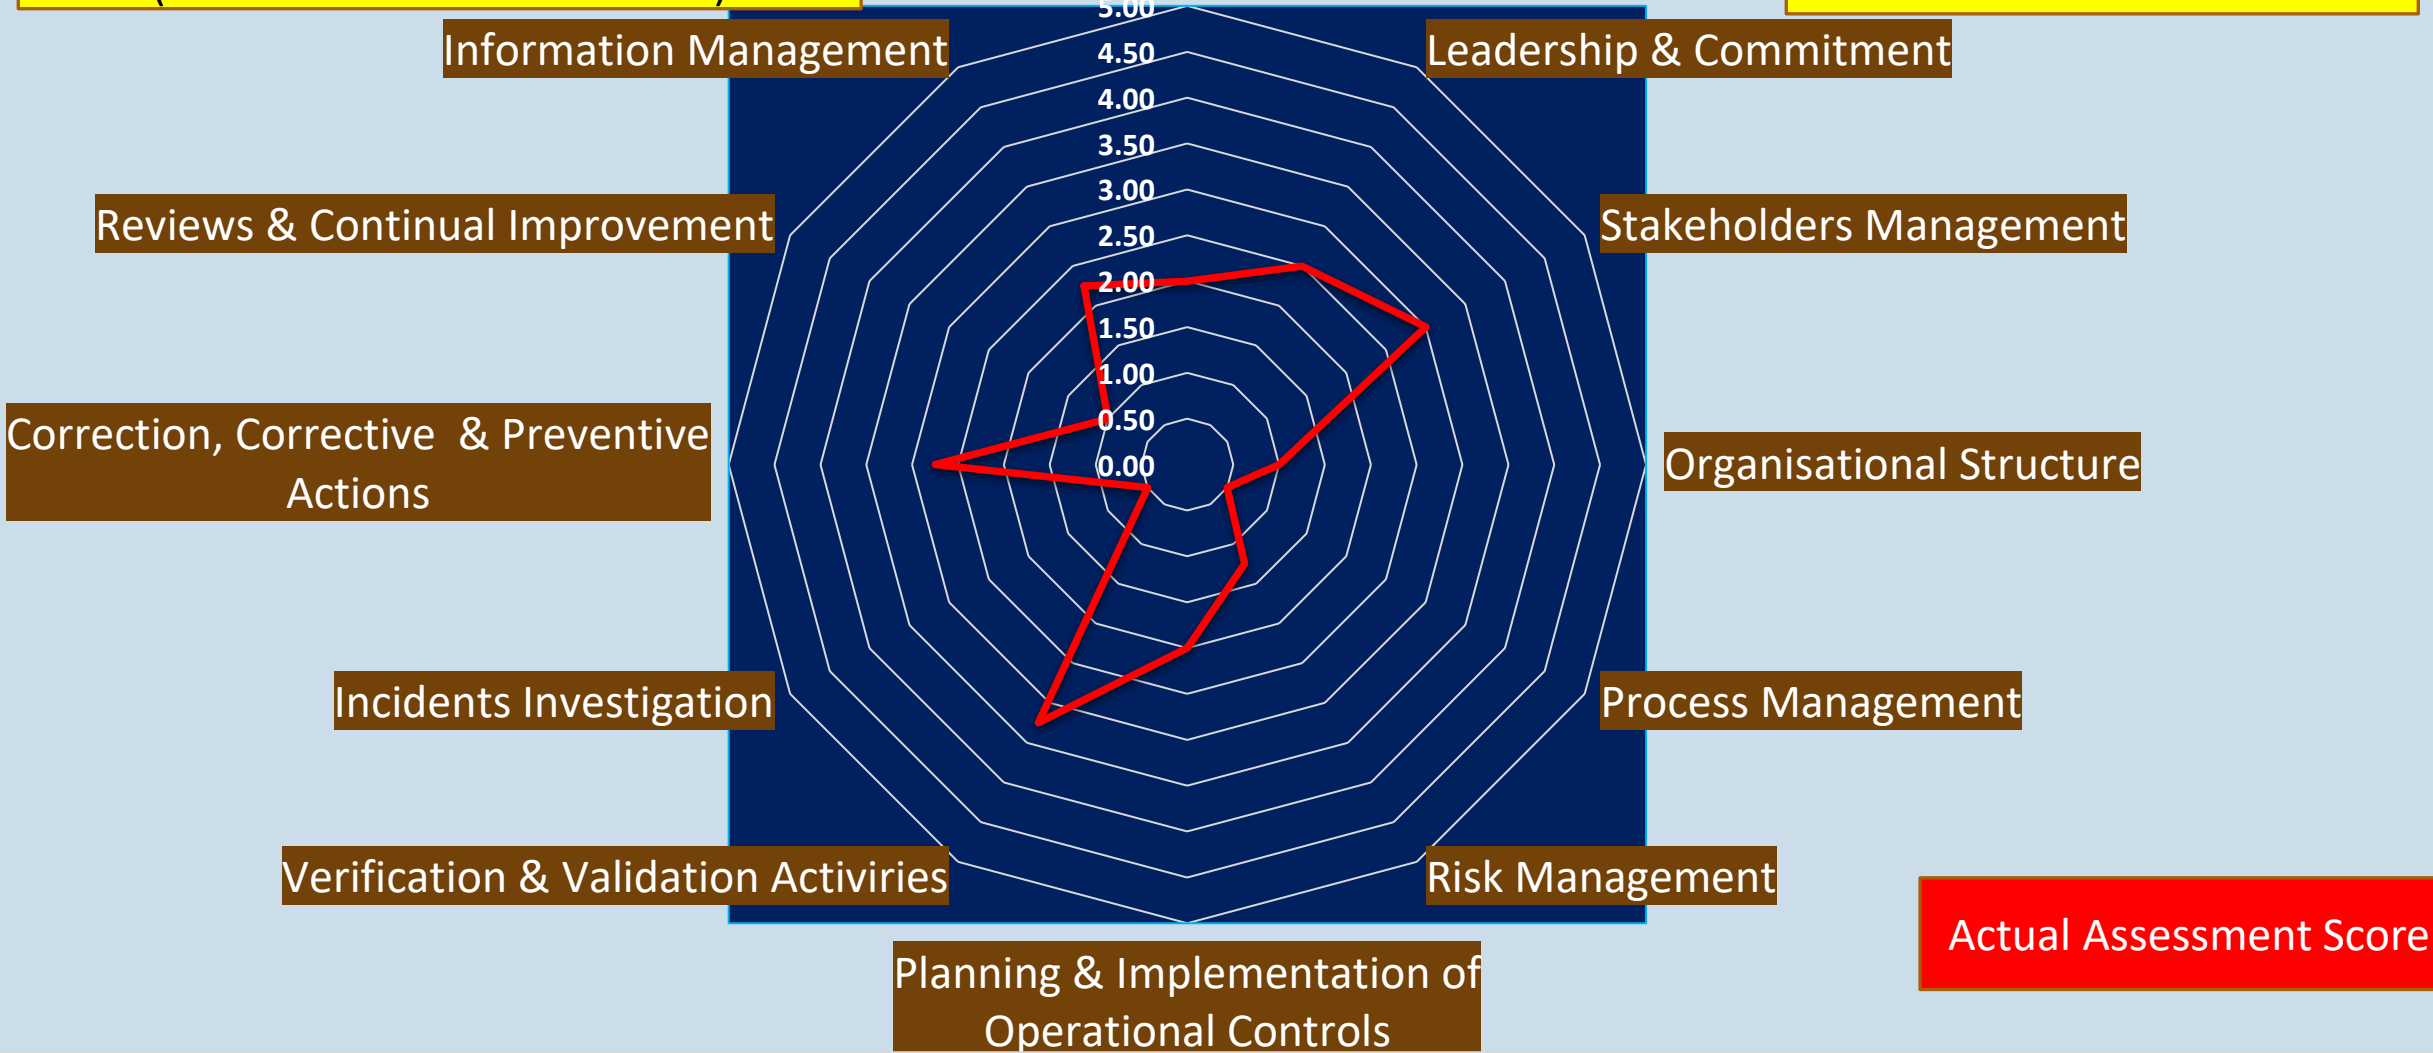 5.00
Information Management
Leadership & Commitment
4.50
4.00
3.50
3.00
Reviews & Continual Improvement
Stakeholders Management
2.50
2.00
1.50
1.00
0.50
0.00
Correction, Corrective & Preventive
Actions
Organisational Structure
Incidents Investigation
Process Management
Verification & Validation Activiries
Risk Management
Actual Assessment Score
Planning & Implementation of
Operational Controls